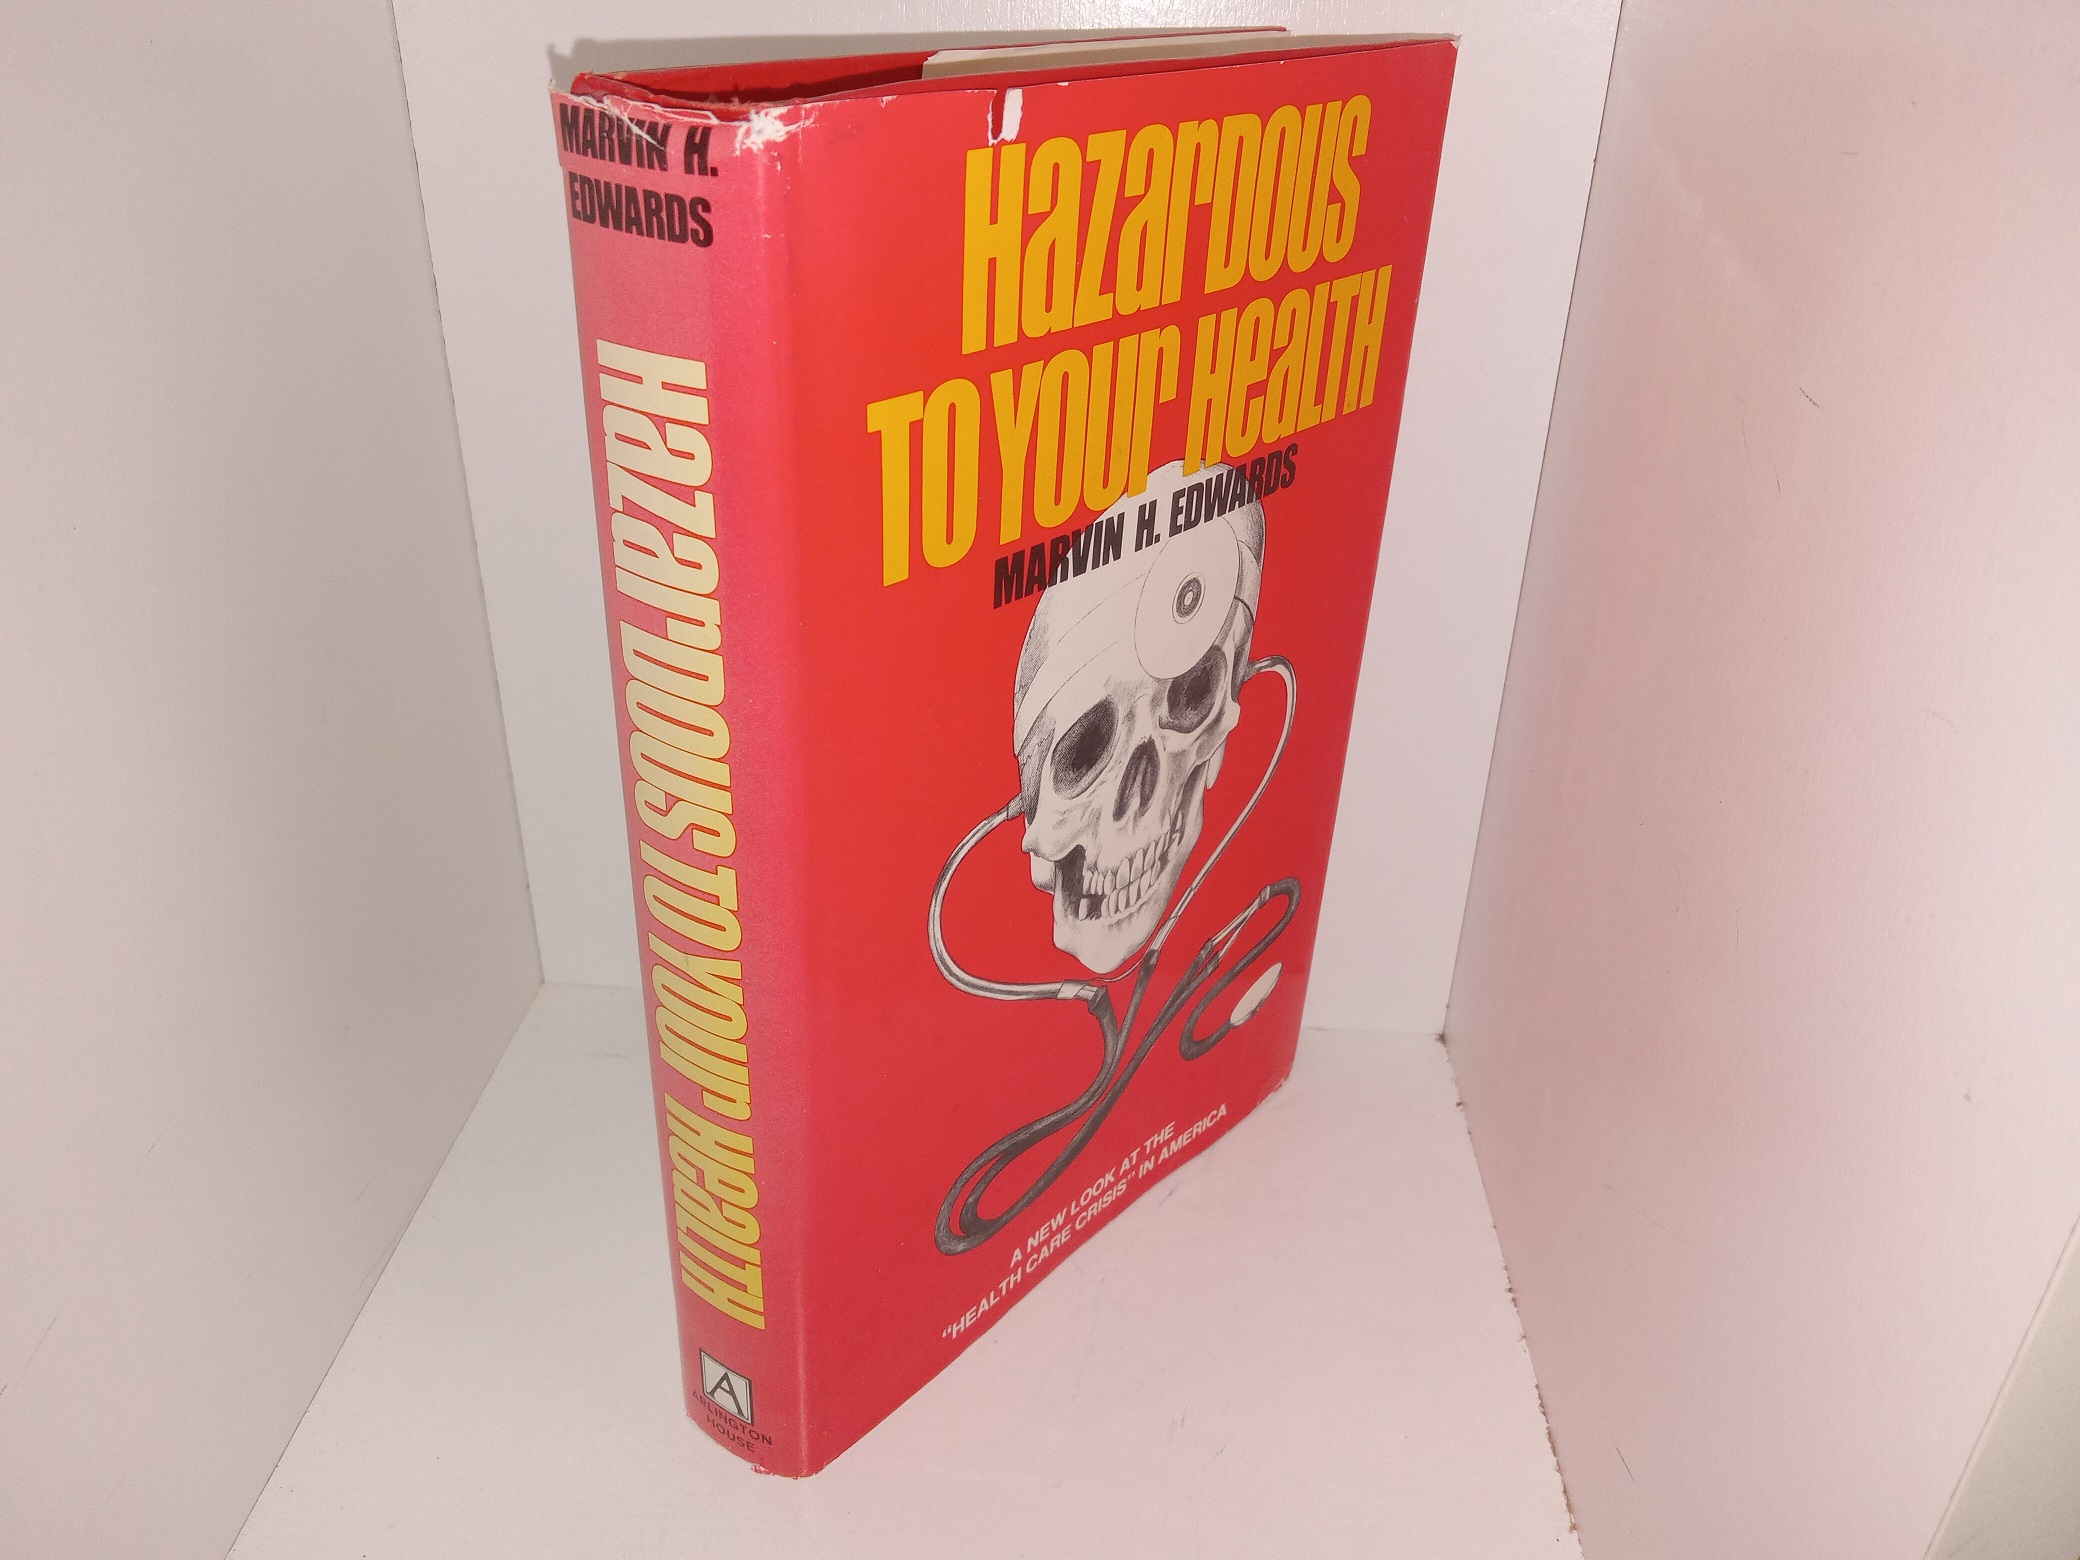 MARVIN H.
EDWARDS
HazarDOUS TO YOUr HeaLTH
A
ARLINGTON
HOUSE
HazarDOUS
TO YOUr HeaLTH
MARVIN H. EDWARDS
A NEW LOOK AT THE
“HEALTH CARE CRISIS” IN AMERICA